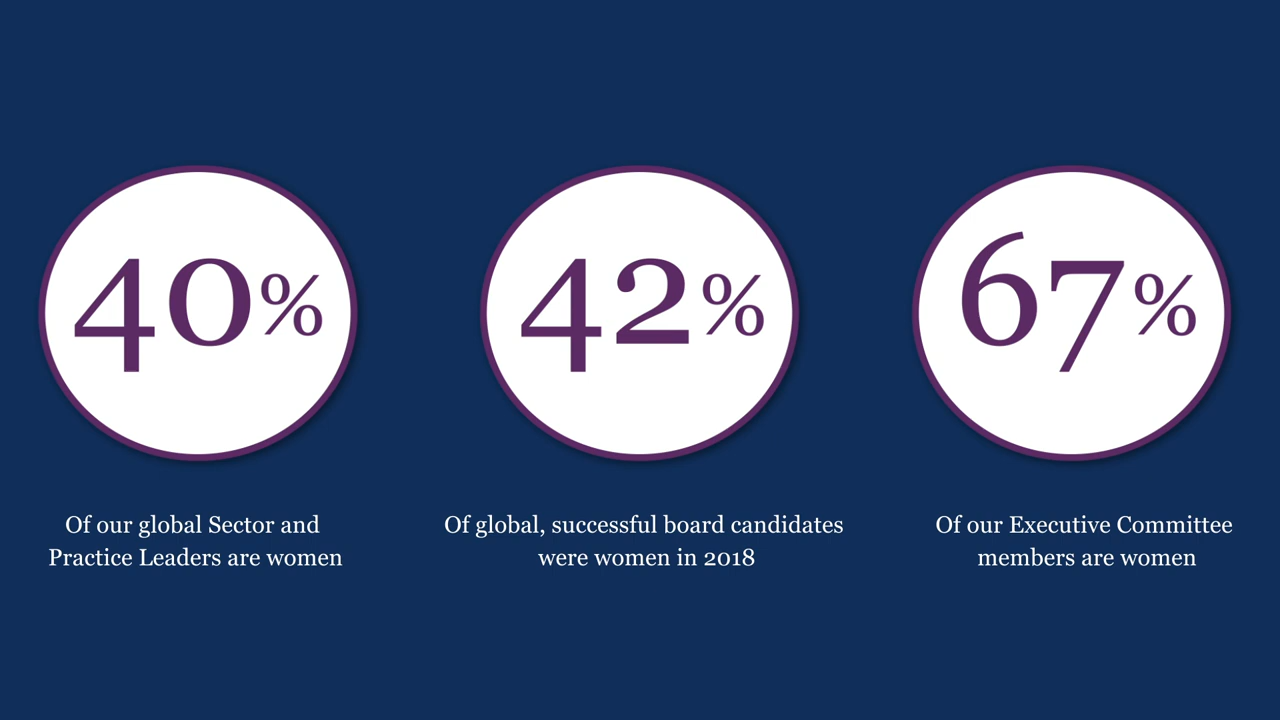 40%
42%
67%
Of our global Sector and
Practice Leaders are women
Of global, successful board candidates
were women in 2018
Of our Executive Committee
members are women